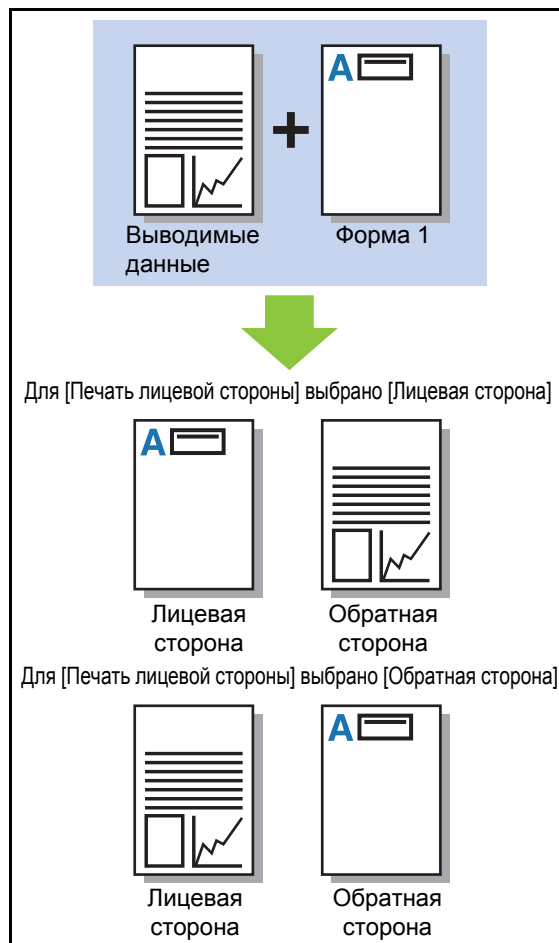 A
+
Выводимые
данные
Форма 1
Для [Печать лицевой стороны] выбрано [Лицевая сторона]
A
Лицевая
сторона
Обратная
сторона
Для [Печать лицевой стороны] выбрано [Обратная сторона]
A
Лицевая
сторона
Обратная
сторона